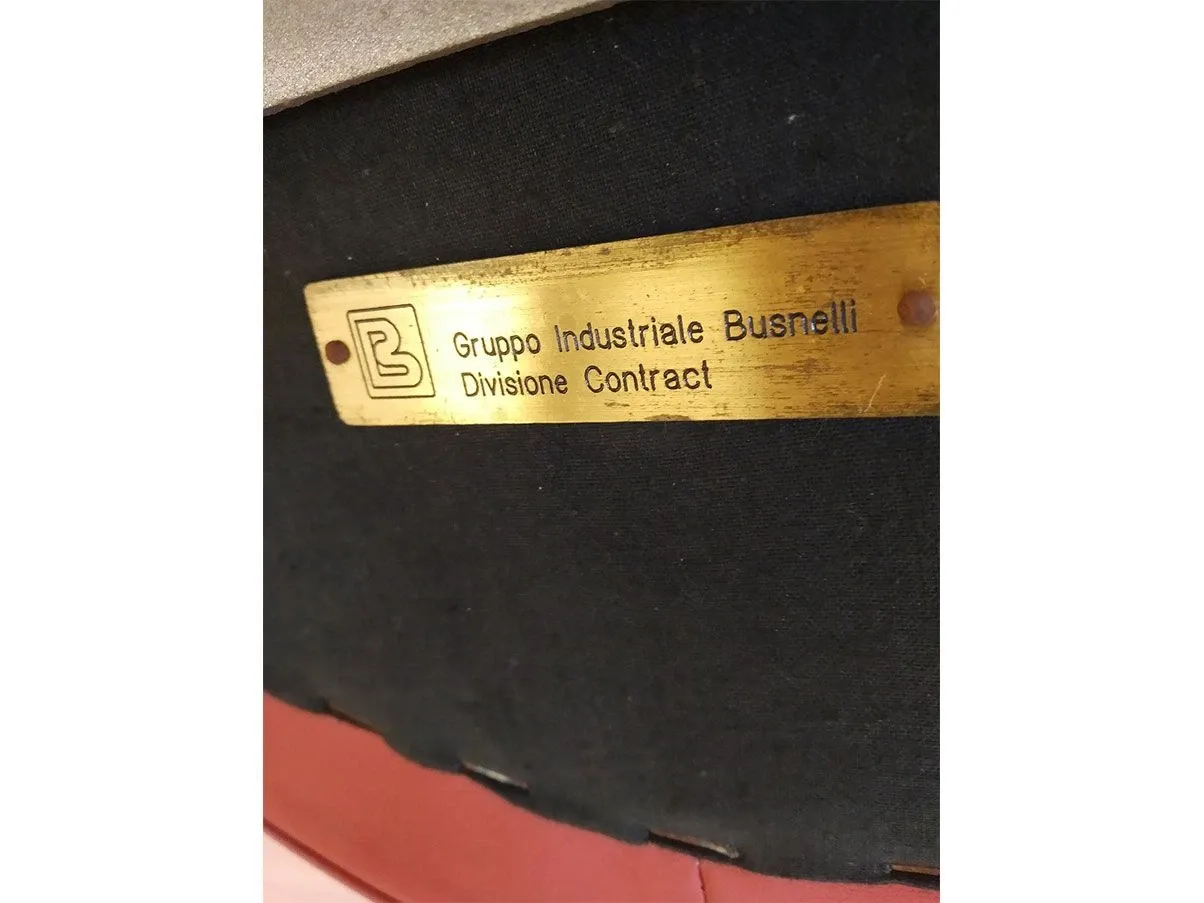 B
Gruppo Industriale Busnelli
Divisione Contract